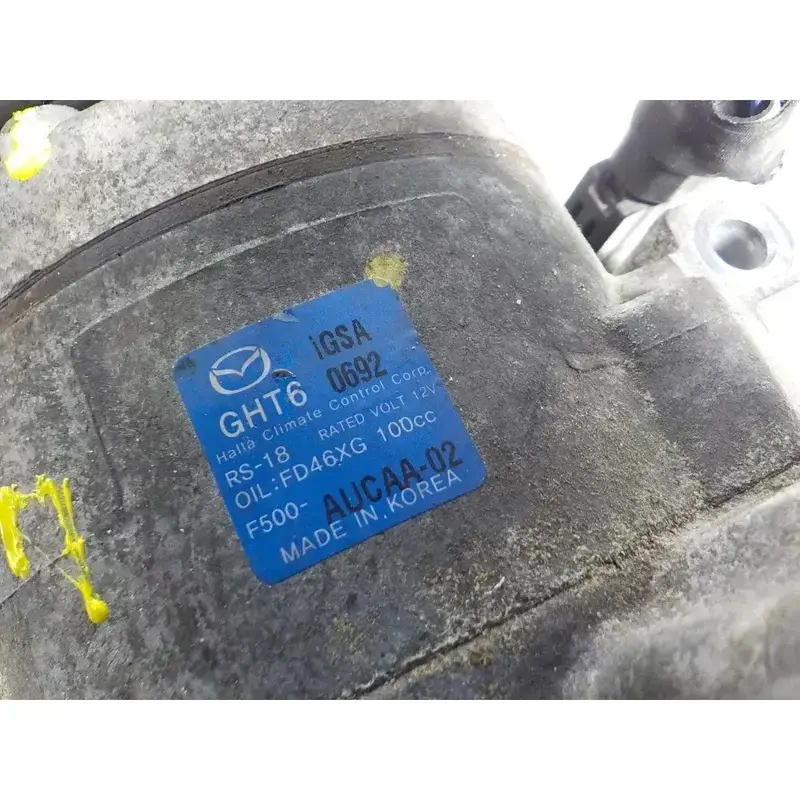 iGSA
GHT6 0692
Halla Climate Control Corp.
RS-18 RATED VOLT 12V
OIL:FD46XG 100cc
F500- AUCAA-02
MADE IN KOREA